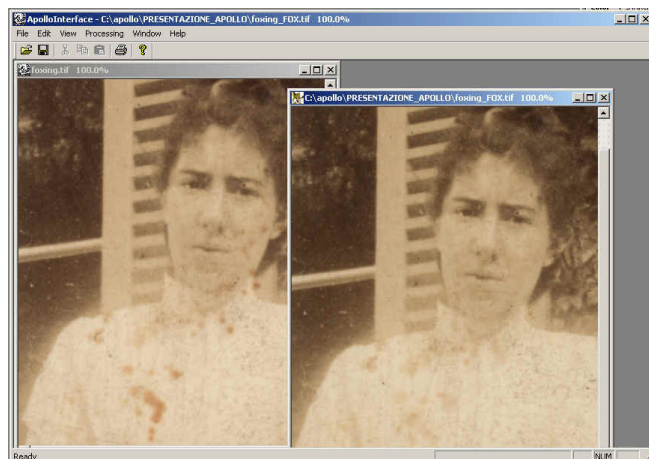 ApolloInterface - C:\apollo\PRESENTAZIONE_APOLLO\foxing_FOX.tif 100.0%
File Edit View Processing Window Help
foxing.tif 100.0%
C:\apollo\PRESENTAZIONE_APOLLO\foxing_FOX.tif 100.0%
Ready
NUM